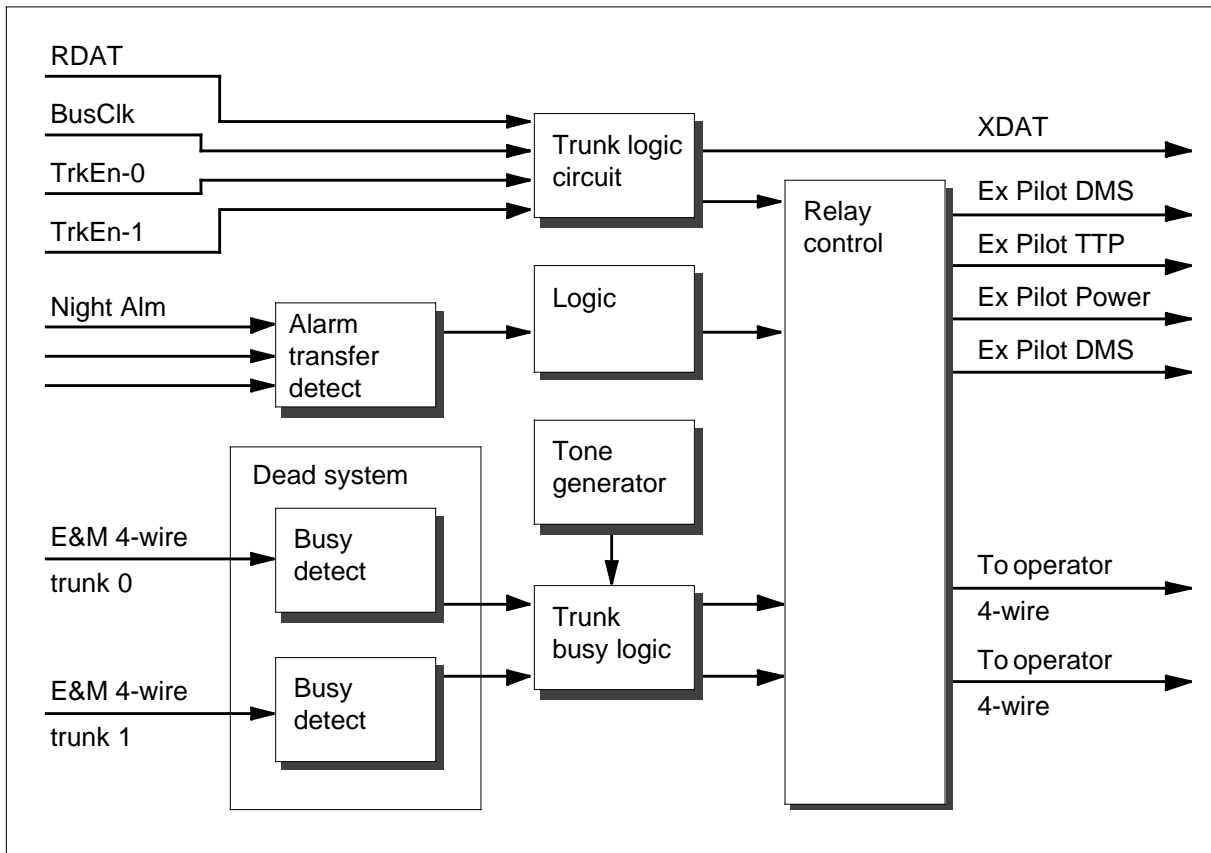 RDAT
BusClk
TrkEn-0
TrkEn-1
Trunk logic
circuit
XDAT
Relay
control
Ex Pilot DMS
Ex Pilot TTP
Ex Pilot Power
Ex Pilot DMS
Night Alm
Alarm
transfer
detect
Logic
Tone
generator
Dead system
E&M 4-wire
trunk 0
Busy
detect
Trunk
busy logic
To operator
4-wire
E&M 4-wire
trunk 1
Busy
detect
To operator
4-wire